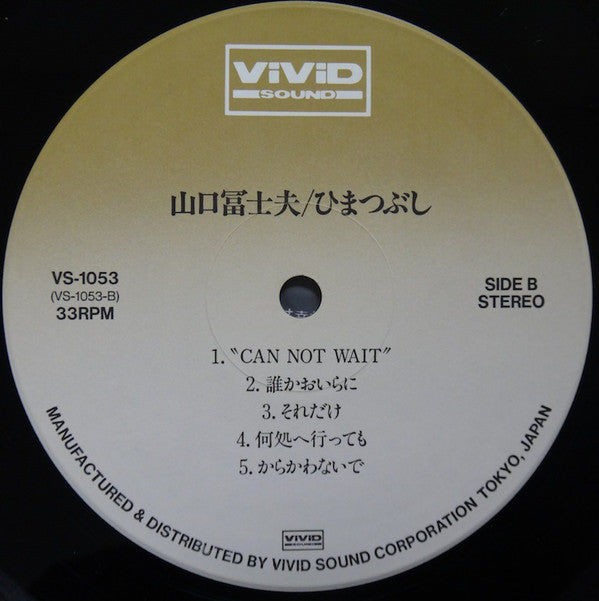 ViViD
SOUND
山口冨士夫/ひまつぶし
VS-1053
(VS-1053-B)
33RPM
SIDE B
STEREO
1. "CAN NOT WAIT"
2. 誰かおいらに
3. それだけ
4. 何処へ行っても
5. からかわないで
ViViD
SOUND
MANUFACTURED & DISTRIBUTED BY VIVID SOUND CORPORATION TOKYO, JAPAN